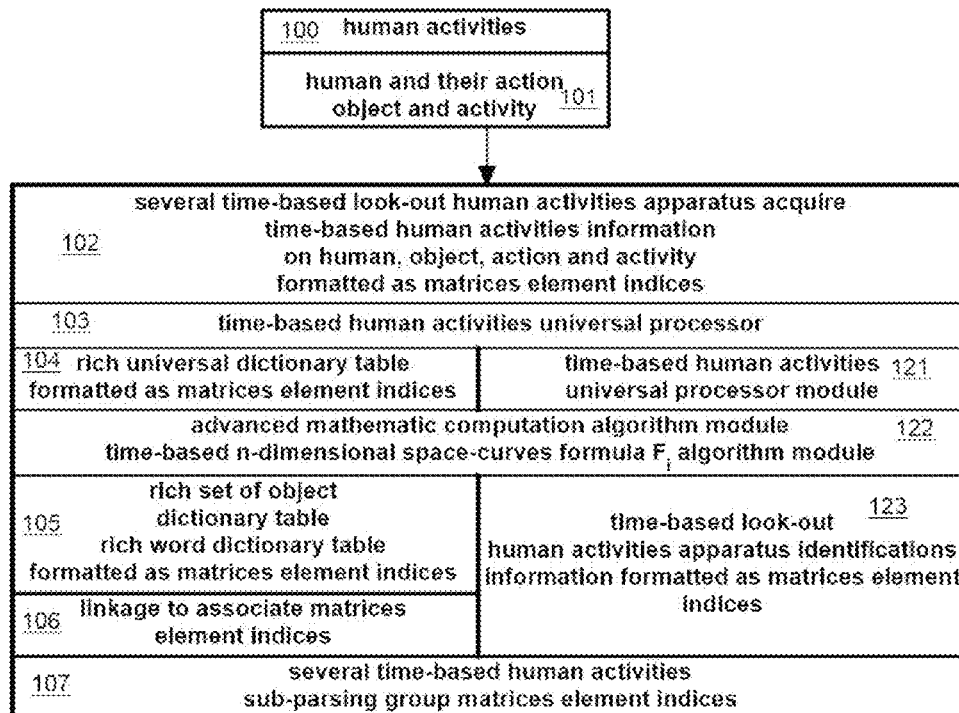 100 human activities
human and their action
object and activity 101
several time-based look-out human activities apparatus acquire
time-based human activities information
102
on human, object, action and activity
formatted as matrices element indices
103 time-based human activities universal processor
104 rich universal dictionary table
formatted as matrices element indices
time-based human activities 121
universal processor module
advanced mathematic computation algorithm module 122
time-based n-dimensional space-curves formula Fi algorithm module
rich set of object
105 dictionary table
rich word dictionary table
formatted as matrices element indices
123
time-based look-out
human activities apparatus identifications
information formatted as matrices element
indices
106 linkage to associate matrices
element indices
several time-based human activities
107 sub-parsing group matrices element indices